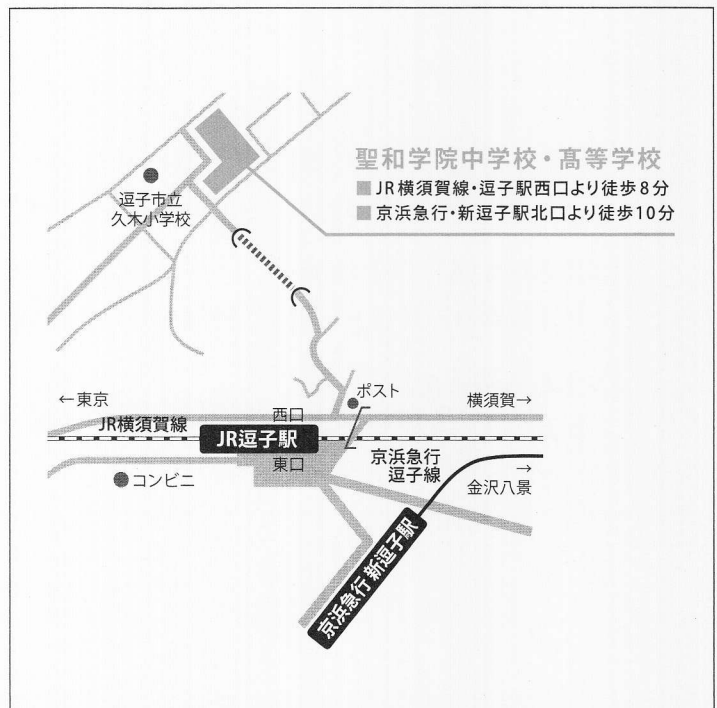 聖和学院中学校・髙等学校
JR横須賀線・逗子駅西口より徒歩8分
京浜急行・新逗子駅北口より徒歩10分
逗子市立
久木小学校
ポスト
←東京
横須賀→
西口
JR横須賀線
JR逗子駅
東口
京浜急行
逗子線
→
金沢八景
コンビニ
京浜急行 新逗子駅